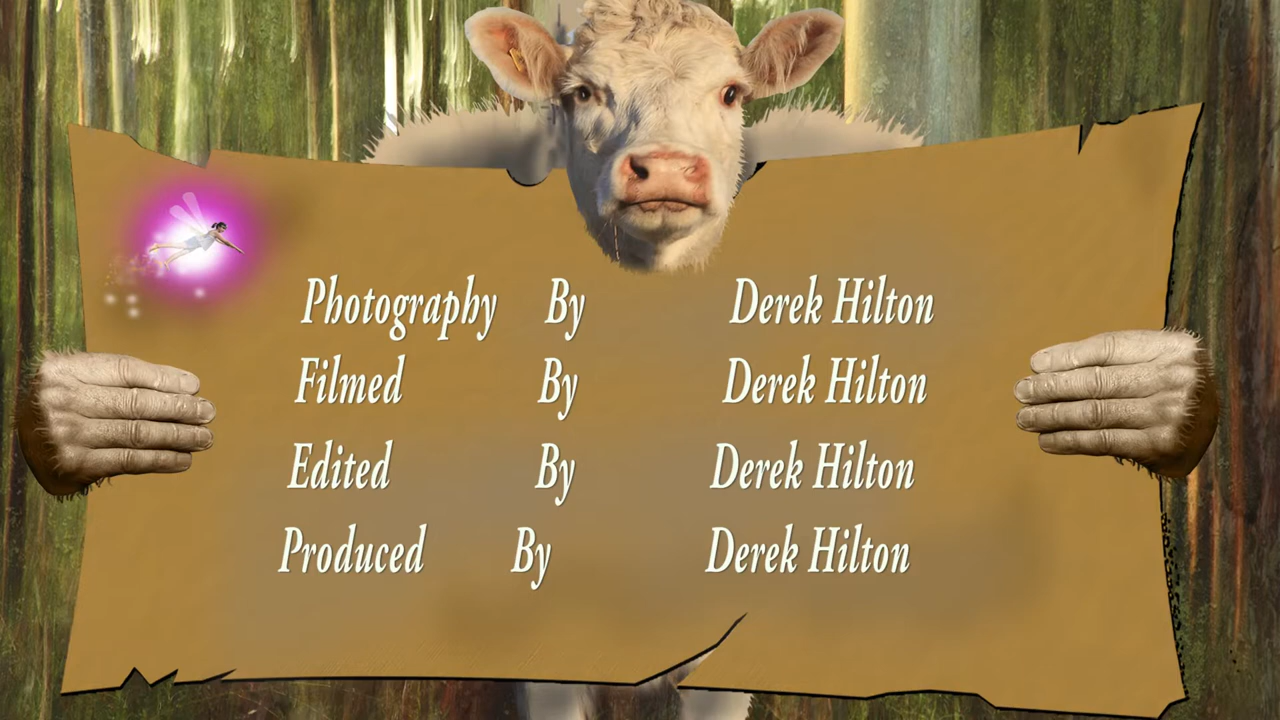 Photography By Derek Hilton
Filmed By Derek Hilton
Edited By Derek Hilton
Produced By Derek Hilton